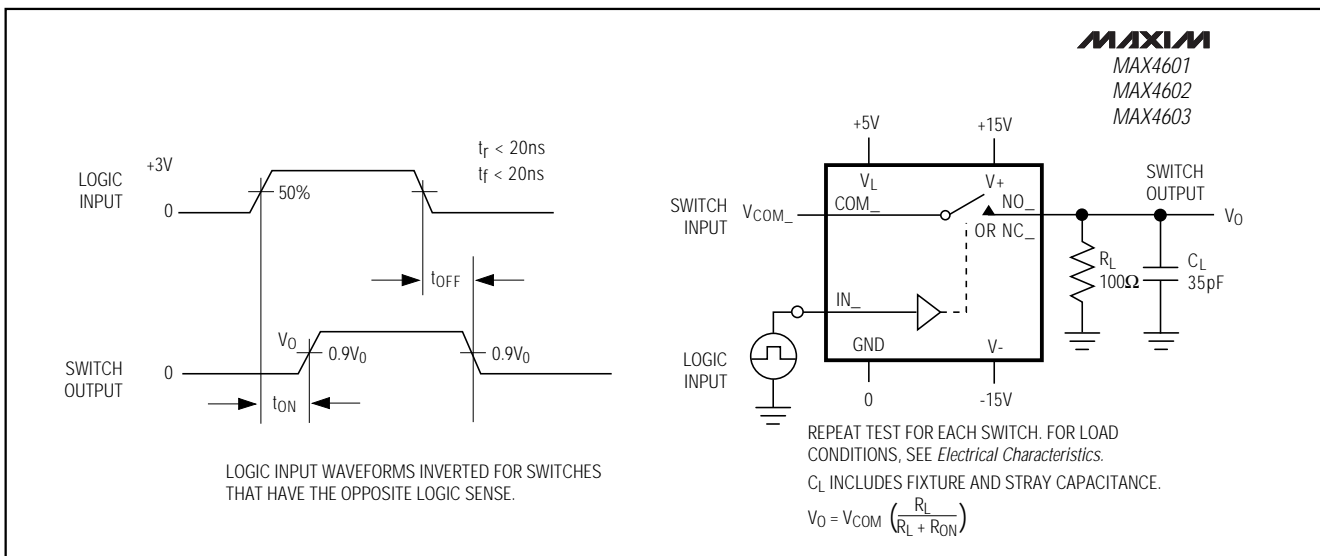 MAXIM
MAX4601
MAX4602
MAX4603
LOGIC
INPUT
+3V
0
50%
tr < 20ns
tf < 20ns
tOFF
SWITCH
OUTPUT
VO
0
0.9V0
0.9V0
tON
LOGIC INPUT WAVEFORMS INVERTED FOR SWITCHES
THAT HAVE THE OPPOSITE LOGIC SENSE.
+5V
+15V
VL
V+
SWITCH
INPUT
VCOM_
COM_
NO_
OR NC_
SWITCH
OUTPUT
VO
RL
100Ω
CL
35pF
IN_
LOGIC
INPUT
GND
V-
0
-15V
REPEAT TEST FOR EACH SWITCH. FOR LOAD
CONDITIONS, SEE Electrical Characteristics.
CL INCLUDES FIXTURE AND STRAY CAPACITANCE.
VO = VCOM (RL / RL + RON)